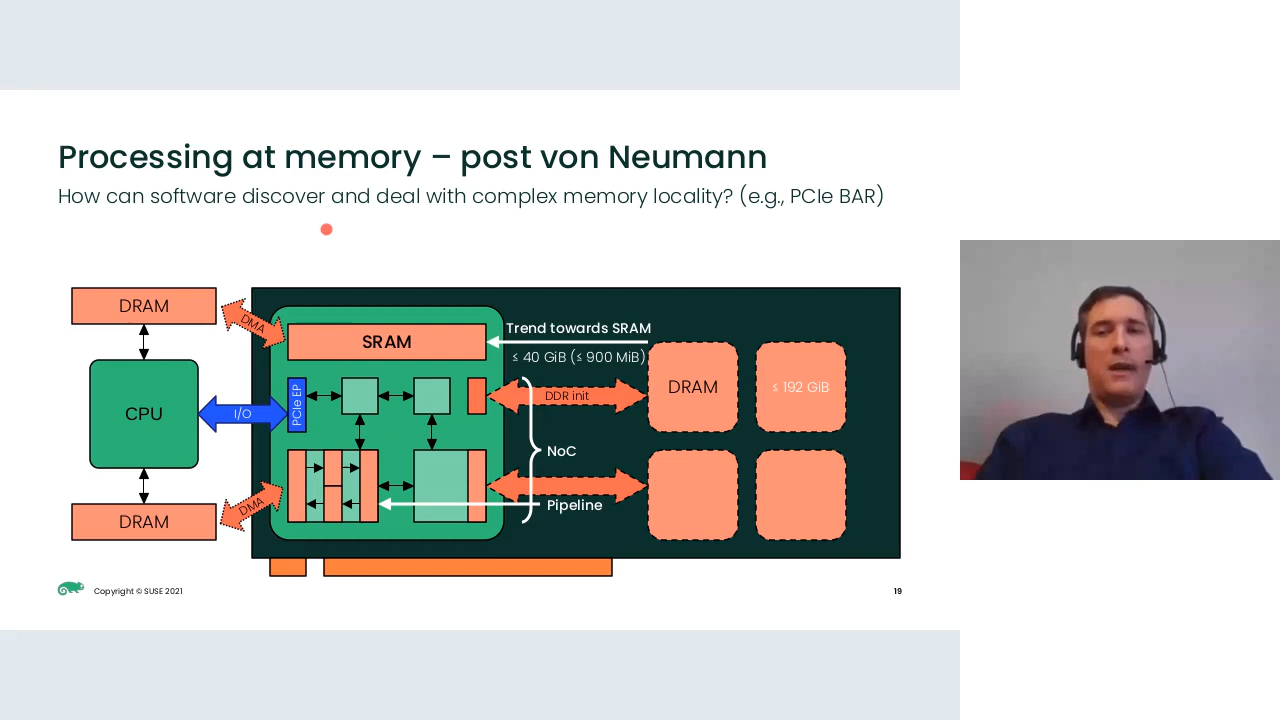 Processing at memory – post von Neumann
How can software discover and deal with complex memory locality? (e.g., PCIe BAR)
DRAM
DMA
SRAM
Trend towards SRAM
≤ 40 GiB (≤ 900 MiB)
DRAM
≤ 192 GiB
CPU
I/O
PCIe EP
DDR init
NoC
Pipeline
DMA
DRAM
Copyright © SUSE 2021
19